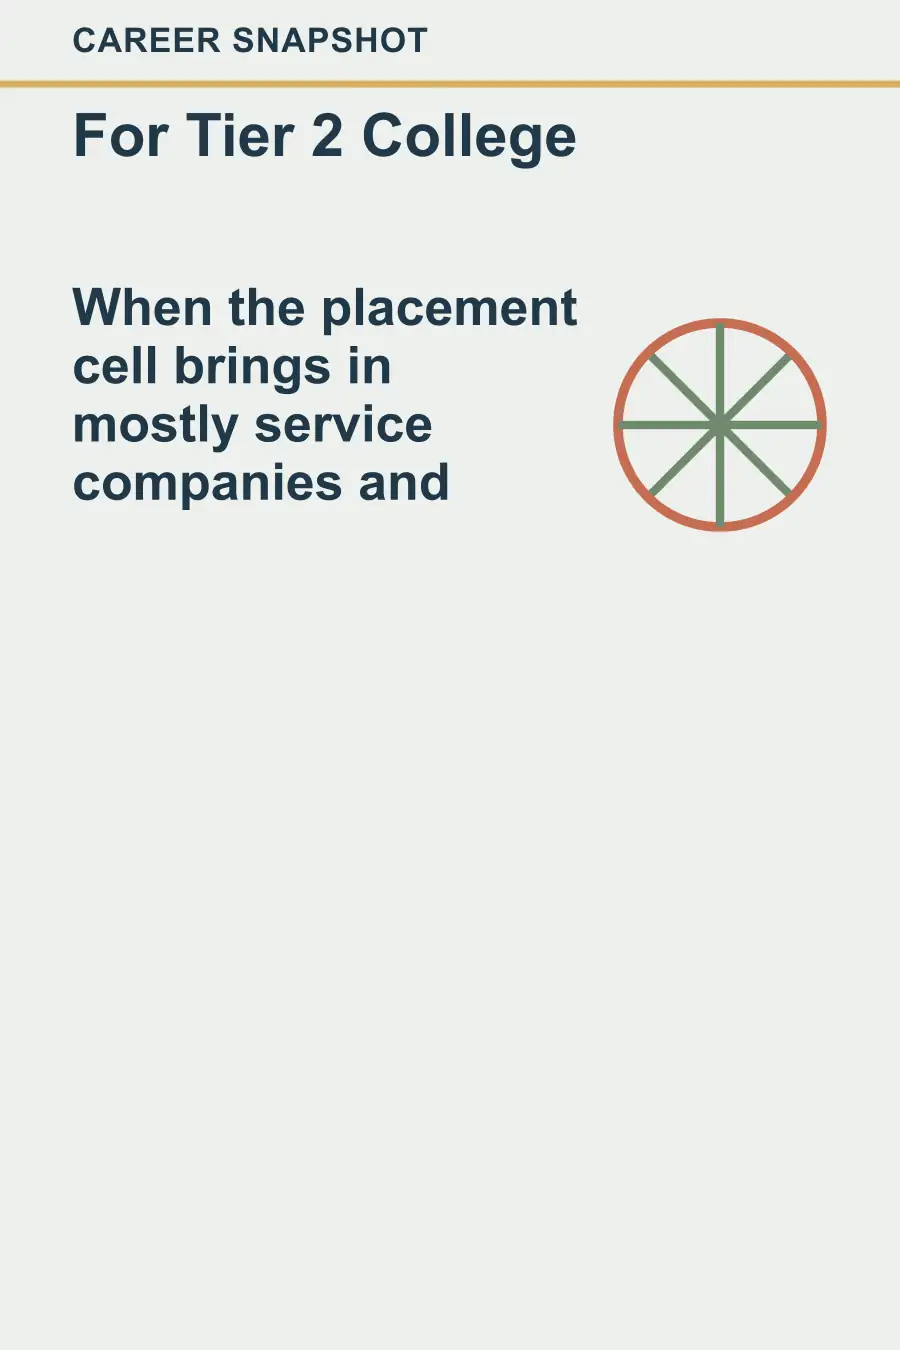 CAREER SNAPSHOT
For Tier 2 College
When the placement
cell brings in
mostly service
companies and